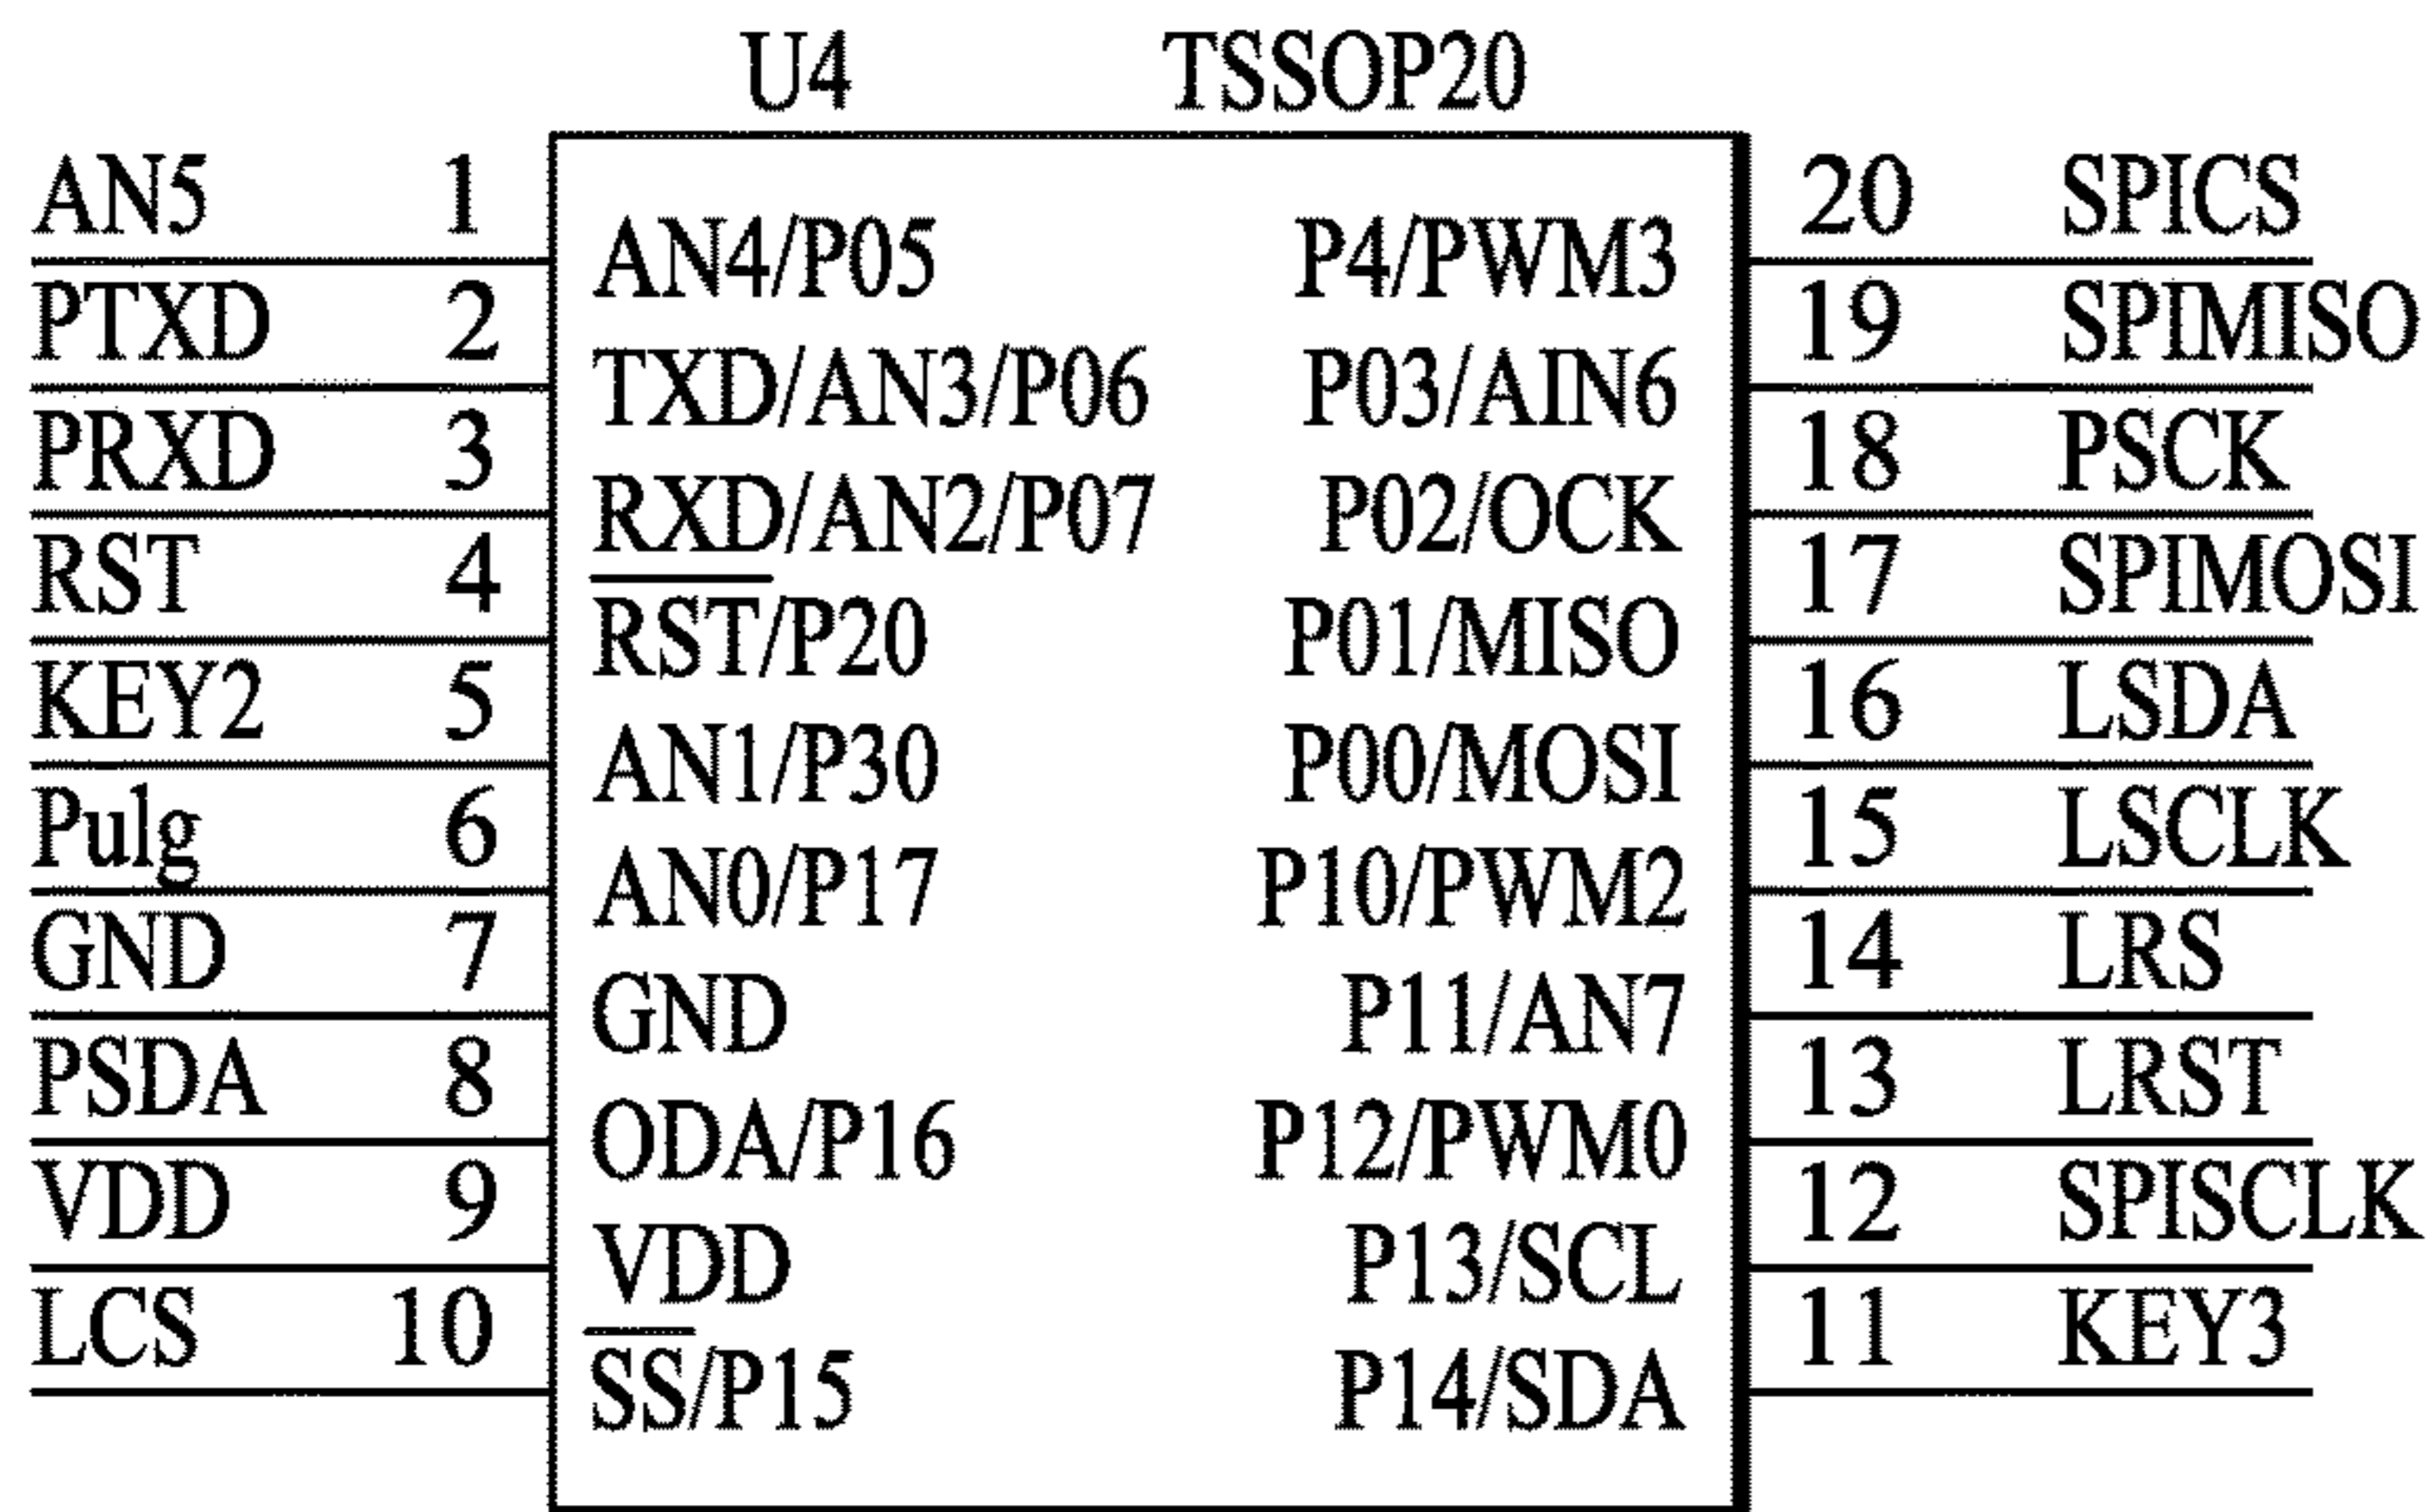 U4 TSSOP20
AN5 1 20 SPICS
AN4/P05 P4/PWM3
PTXD 2 19 SPIMISO
TXD/AN3/P06 P03/AIN6
PRXD 3 18 PSCK
RXD/AN2/P07 P02/OCK
RST 4 17 SPIMOSI
RST/P20 P01/MISO
KEY2 5 16 LSDA
AN1/P30 P00/MOSI
Pulg 6 15 LSCLK
AN0/P17 P10/PWM2
GND 7 14 LRS
GND P11/AN7
PSDA 8 13 LRST
ODA/P16 P12/PWM0
VDD 9 12 SPISCLK
VDD P13/SCL
LCS 10 11 KEY3
SS/P15 P14/SDA